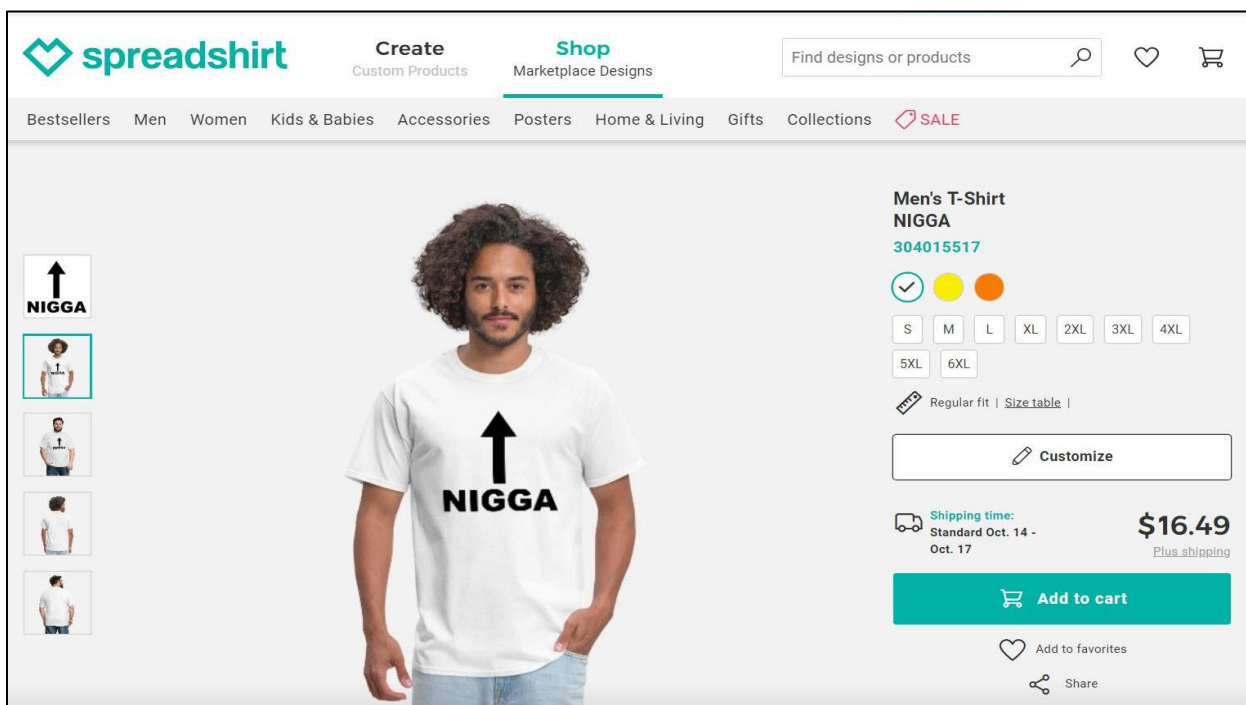 spreadshirt
Create
Custom Products
Shop
Marketplace Designs
Find designs or products
Bestsellers Men Women Kids & Babies Accessories Posters Home & Living Gifts Collections SALE
Men's T-Shirt
NIGGA
304015517
NIGGA
NIGGA
S M L XL 2XL 3XL 4XL
5XL 6XL
Regular fit | Size table |
Customize
NIGGA
Shipping time:
Standard Oct. 14 -
Oct. 17
$16.49
Plus shipping
Add to cart
Add to favorites
Share